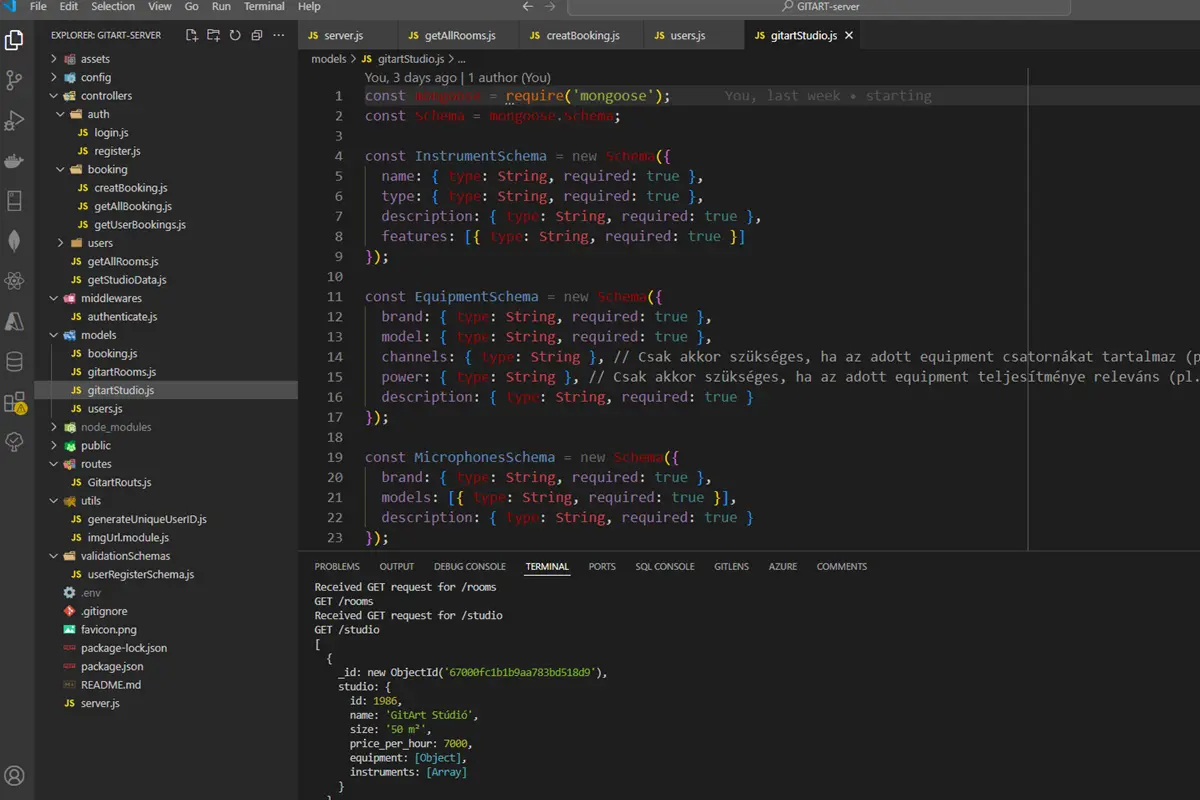 File Edit Selection View Go Run Terminal Help
GITART-server
EXPLORER: GITART-SERVER
server.js
getAllRooms.js
creatBooking.js
users.js
gitartStudio.js
assets
config
controllers
auth
login.js
register.js
booking
creatBooking.js
getAllBooking.js
getUserBookings.js
users
getAllRooms.js
getStudioData.js
middlewares
authenticate.js
models
booking.js
gitartRooms.js
gitartStudio.js
users.js
node_modules
public
routes
GitartRouts.js
utils
generateUniqueUserID.js
imgUrl.module.js
validationSchemas
userRegisterSchema.js
.env
.gitignore
favicon.png
package-lock.json
package.json
README.md
server.js
models > JS gitartStudio.js > ...
You, 3 days ago | 1 author (You)
1 const mongoose = require('mongoose'); You, last week • starting
2 const Schema = mongoose.Schema;
3
4 const InstrumentSchema = new Schema({
5 name: { type: String, required: true },
6 type: { type: String, required: true },
7 description: { type: String, required: true },
8 features: [{ type: String, required: true }]
9 });
10
11 const EquipmentSchema = new Schema({
12 brand: { type: String, required: true },
13 model: { type: String, required: true },
14 channels: { type: String }, // Csak akkor szükséges, ha az adott equipment csatornákat tartalmaz (p
15 power: { type: String }, // Csak akkor szükséges, ha az adott equipment teljesítménye releváns (pl.
16 description: { type: String, required: true }
17 });
18
19 const MicrophonesSchema = new Schema({
20 brand: { type: String, required: true },
21 models: [{ type: String, required: true }],
22 description: { type: String, required: true }
23 });
PROBLEMS OUTPUT DEBUG CONSOLE TERMINAL PORTS SQL CONSOLE GITLENS AZURE COMMENTS
Received GET request for /rooms
GET /rooms
Received GET request for /studio
GET /studio
[
{
_id: new ObjectId('67000fc1b1b9aa783bd518d9'),
studio: {
id: 1986,
name: 'GitArt Stúdió',
size: '50 m²',
price_per_hour: 7000,
equipment: [Object],
instruments: [Array]
}